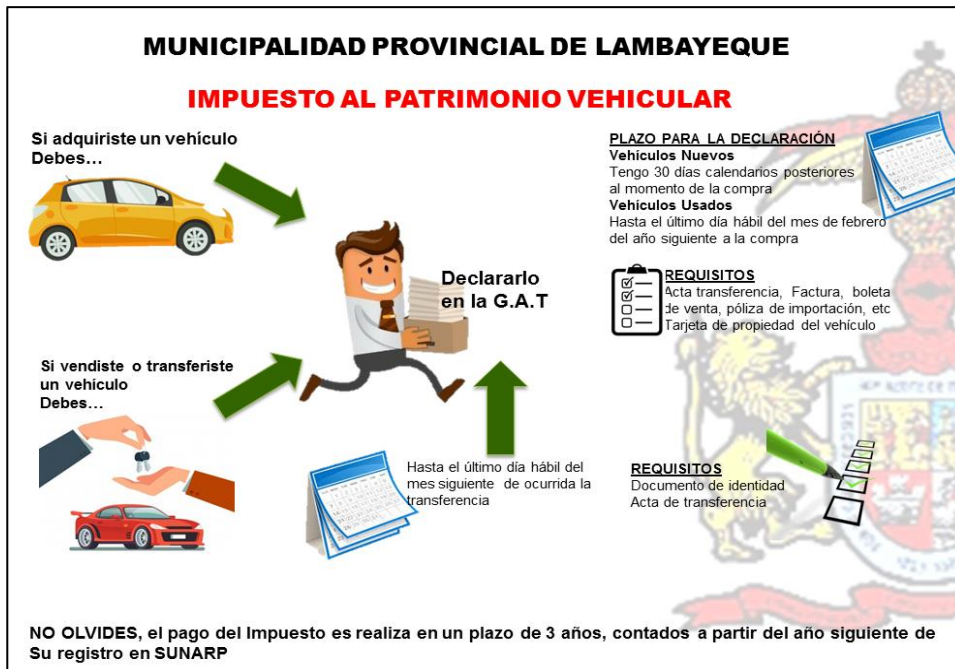 MUNICIPALIDAD PROVINCIAL DE LAMBAYEQUE
IMPUESTO AL PATRIMONIO VEHICULAR
Si adquiriste un vehículo
Debes…
Declararlo
en la G.A.T
Si vendiste o transferiste
un vehículo
Debes…
Hasta el último día hábil del
mes siguiente de ocurrida la
transferencia
PLAZO PARA LA DECLARACIÓN
Vehículos Nuevos
Tengo 30 días calendarios posteriores
al momento de la compra
Vehículos Usados
Hasta el último día hábil del mes de febrero
del año siguiente a la compra
REQUISITOS
Acta transferencia, Factura, boleta
de venta, póliza de importación, etc
Tarjeta de propiedad del vehículo
REQUISITOS
Documento de identidad
Acta de transferencia
NO OLVIDES, el pago del Impuesto es realiza en un plazo de 3 años, contados a partir del año siguiente de
Su registro en SUNARP